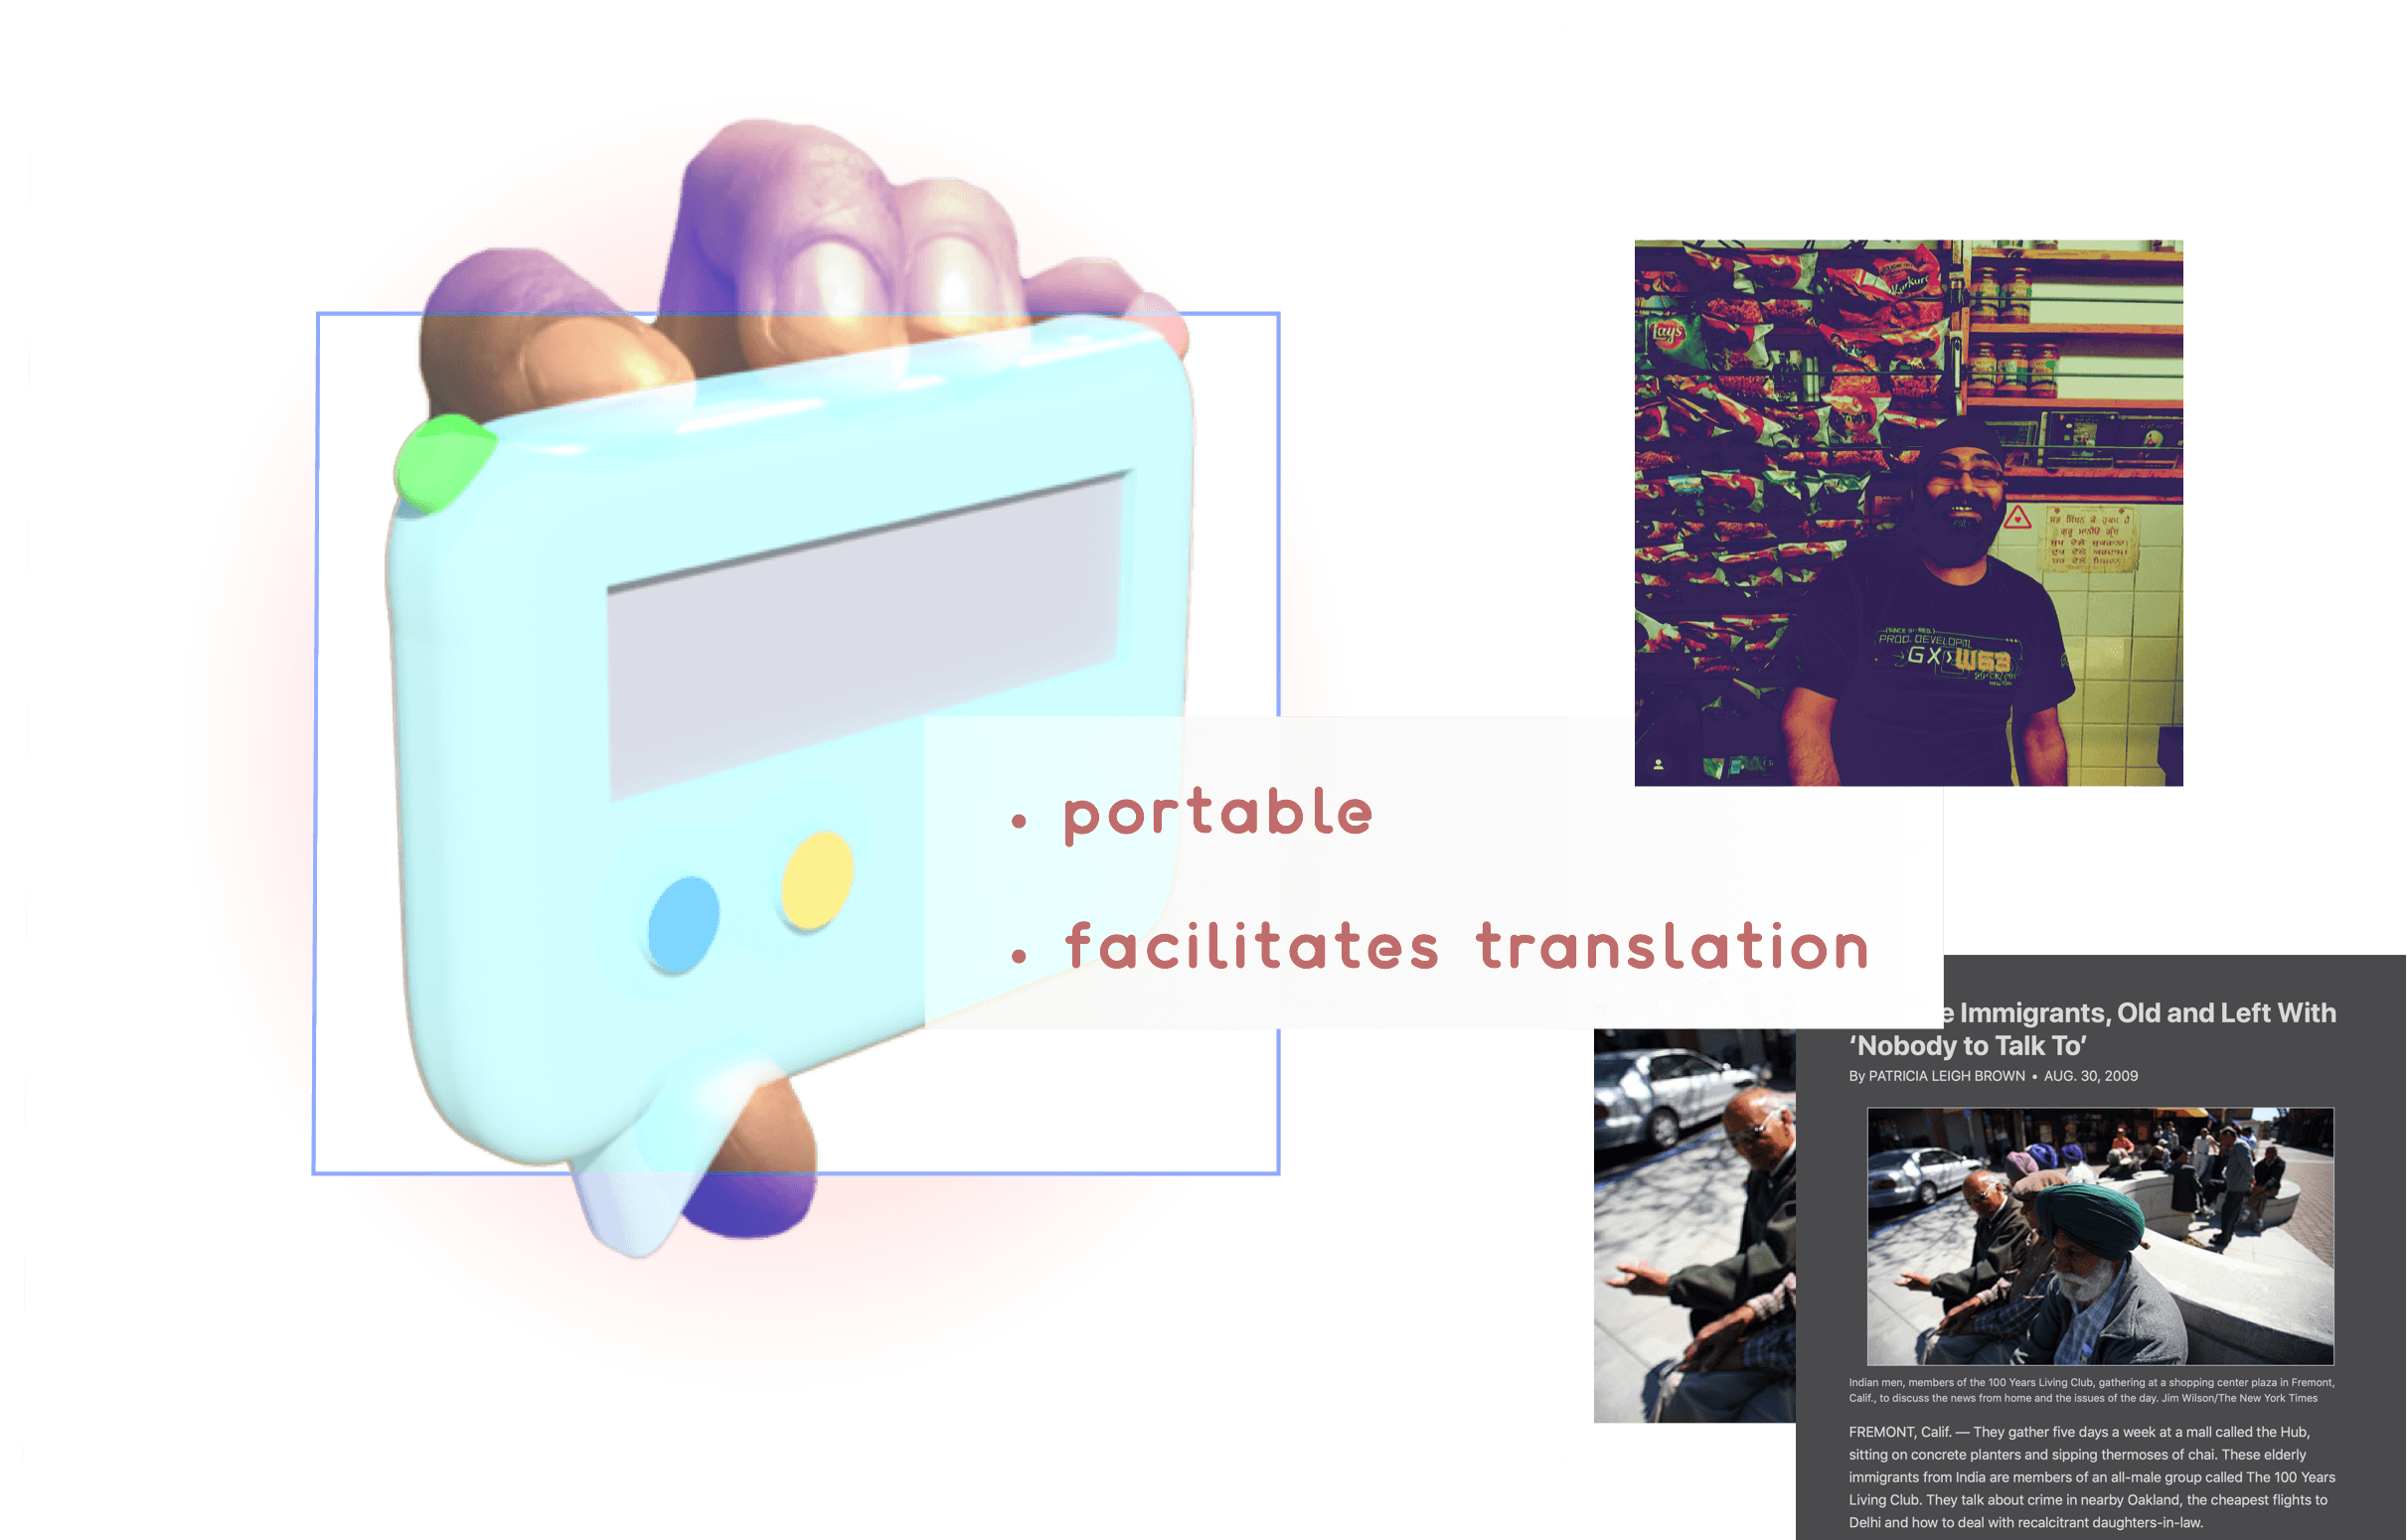 Lay's
Kurkure
ਗੁਰੂ ਮਾਨੀਓ ਗ੍ਰੰਥ
PROD. DEVELOPM
GX
W63
NEW YORK
• portable
• facilitates translation
e Immigrants, Old and Left With
‘Nobody to Talk To’
By PATRICIA LEIGH BROWN • AUG. 30, 2009
Indian men, members of the 100 Years Living Club, gathering at a shopping center plaza in Fremont,
Calif., to discuss the news from home and the issues of the day. Jim Wilson/The New York Times
FREMONT, Calif. — They gather five days a week at a mall called the Hub,
sitting on concrete planters and sipping thermoses of chai. These elderly
immigrants from India are members of an all-male group called The 100 Years
Living Club. They talk about crime in nearby Oakland, the cheapest flights to
Delhi and how to deal with recalcitrant daughters-in-law.